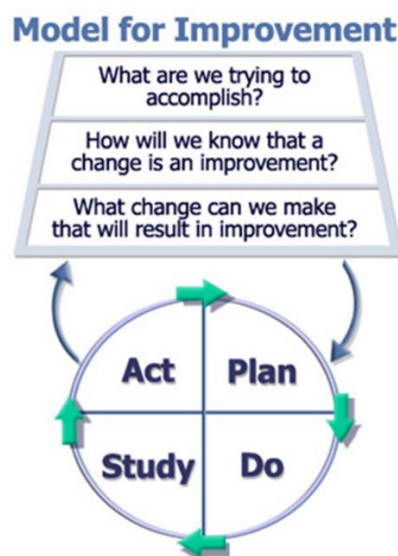 Model for Improvement
What are we trying to
accomplish?
How will we know that a
change is an improvement?
What change can we make
that will result in improvement?
Act
Plan
Study
Do